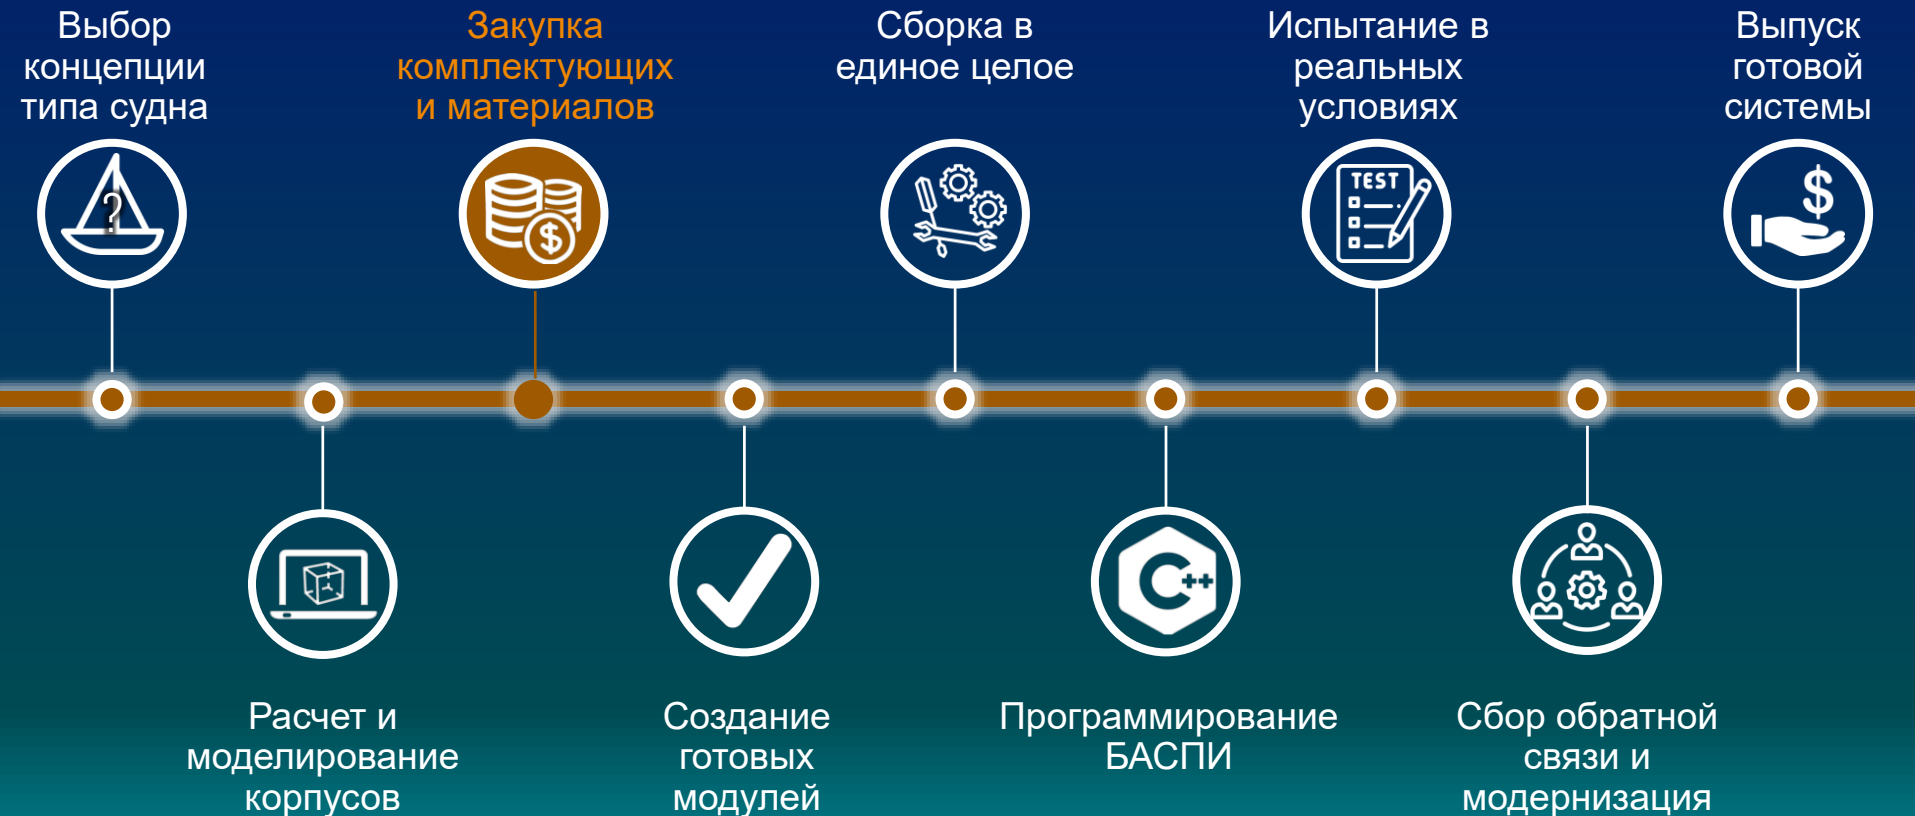 Выбор
концепции
типа судна
Закупка
комплектующих
и материалов
Сборка в
единое целое
Испытание в
реальных
условиях
Выпуск
готовой
системы
?
$
TEST
$
C++
Расчет и
моделирование
корпусов
Создание
готовых
модулей
Программирование
БАСПИ
Сбор обратной
связи и
модернизация